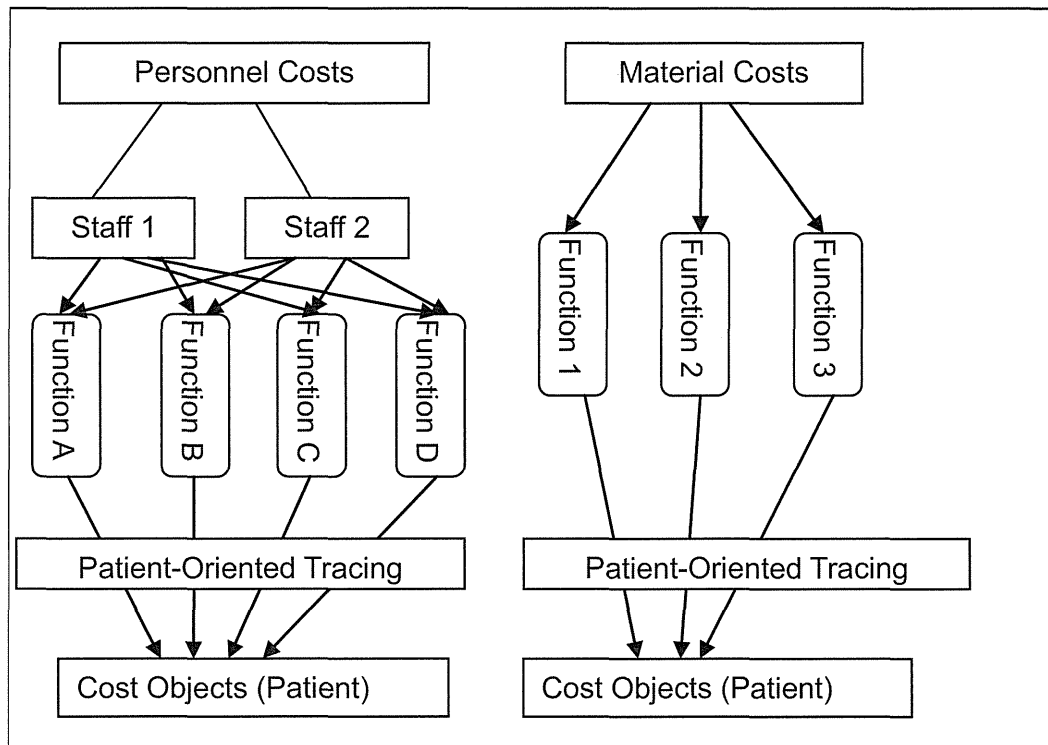 Personnel Costs
Material Costs
Staff 1
Staff 2
Function A
Function B
Function C
Function D
Function 1
Function 2
Function 3
Patient-Oriented Tracing
Patient-Oriented Tracing
Cost Objects (Patient)
Cost Objects (Patient)